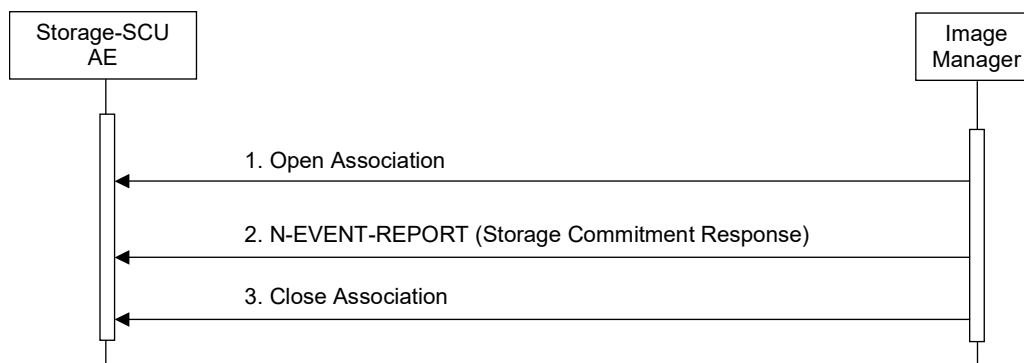 Storage-SCU
AE
Image
Manager
1. Open Association
2. N-EVENT-REPORT (Storage Commitment Response)
3. Close Association